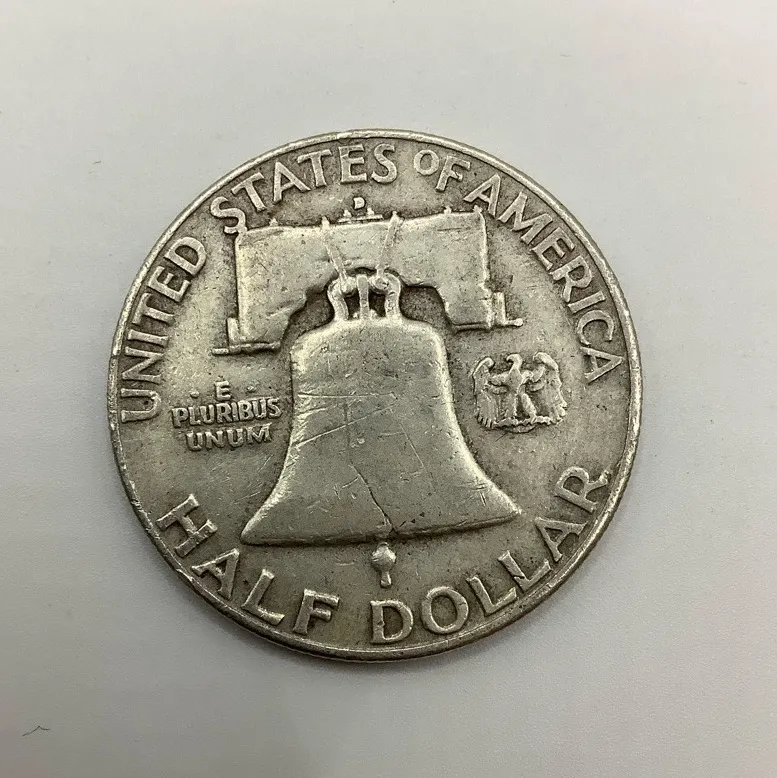 UNITED STATES OF AMERICA
D
· E ·
PLURIBUS
UNUM
HALF DOLLAR